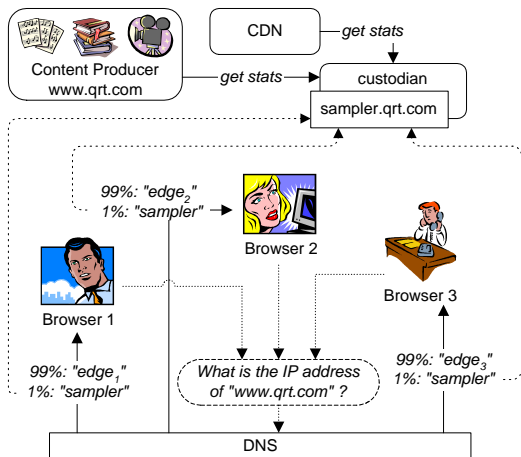 CDN
get stats
Content Producer
www.qrt.com
get stats
custodian
sampler.qrt.com
99%: "edge2"
1%: "sampler"
Browser 2
Browser 1
Browser 3
99%: "edge1"
1%: "sampler"
What is the IP address
of "www.qrt.com" ?
99%: "edge3"
1%: "sampler"
DNS